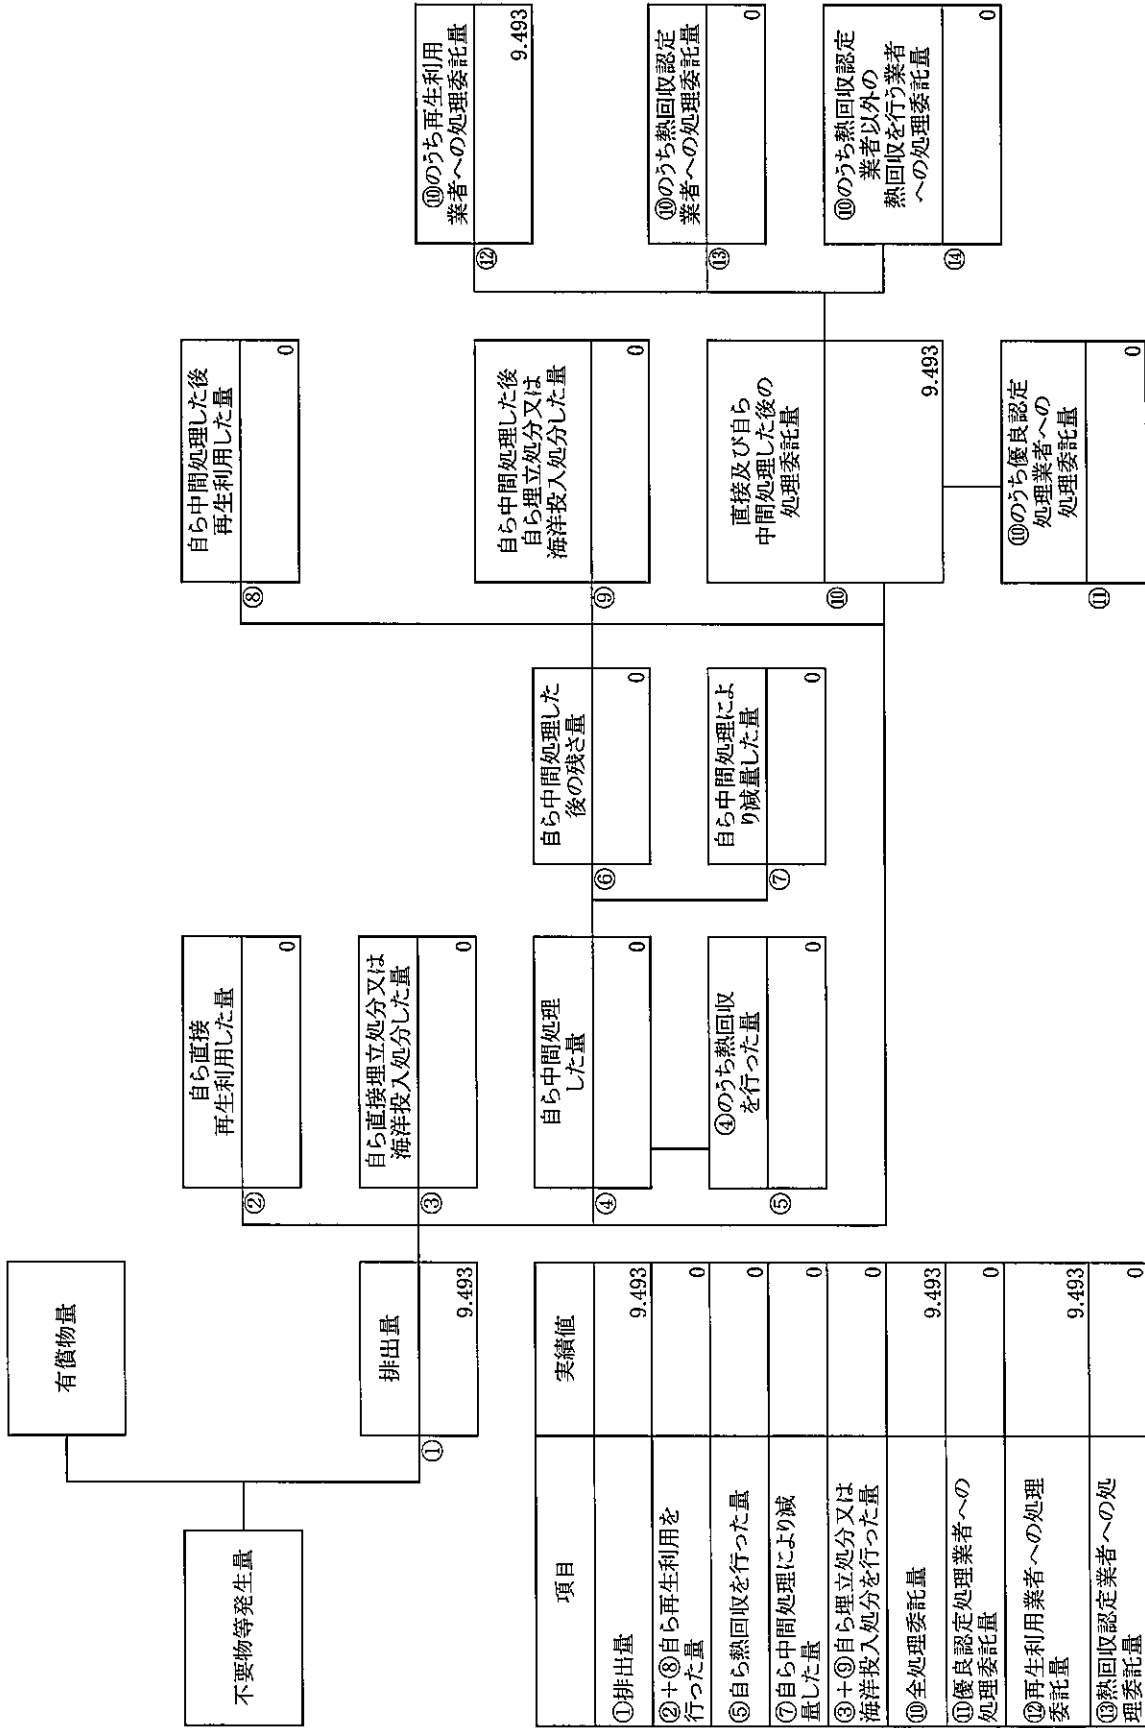 不要物等発生量
有償物量
①
排出量
9.493
②
自ら直接
再生利用した量
0
③
自ら直接埋立処分又は
海洋投入処分した量
0
④
自ら中間処理
した量
0
⑤
④のうち熱回収
を行った量
0
⑥
自ら中間処理した
後の残さ量
0
⑦
自ら中間処理によ
り減量した量
0
⑧
自ら中間処理した後
再生利用した量
0
⑨
自ら中間処理した後
自ら埋立処分又は
海洋投入処分した量
0
⑩
直接及び自ら
中間処理した後の
処理委託量
9.493
⑪
⑩のうち優良認定
処理業者への
処理委託量
0
⑫
⑩のうち再生利用
業者への処理委託量
9.493
⑬
⑩のうち熱回収認定
業者への処理委託量
0
⑭
⑩のうち熱回収認定
業者以外の
熱回収を行う業者
への処理委託量
0
項目 実績値
①排出量 9.493
②+⑧自ら再生利用を
行った量 0
⑤自ら熱回収を行った量 0
⑦自ら中間処理により減
量した量 0
③+⑨自ら埋立処分又は
海洋投入処分を行った量 0
⑩全処理委託量 9.493
⑪優良認定処理業者への
処理委託量 0
⑫再生利用業者への処理
委託量 9.493
⑬熱回収認定業者への処
理委託量 0